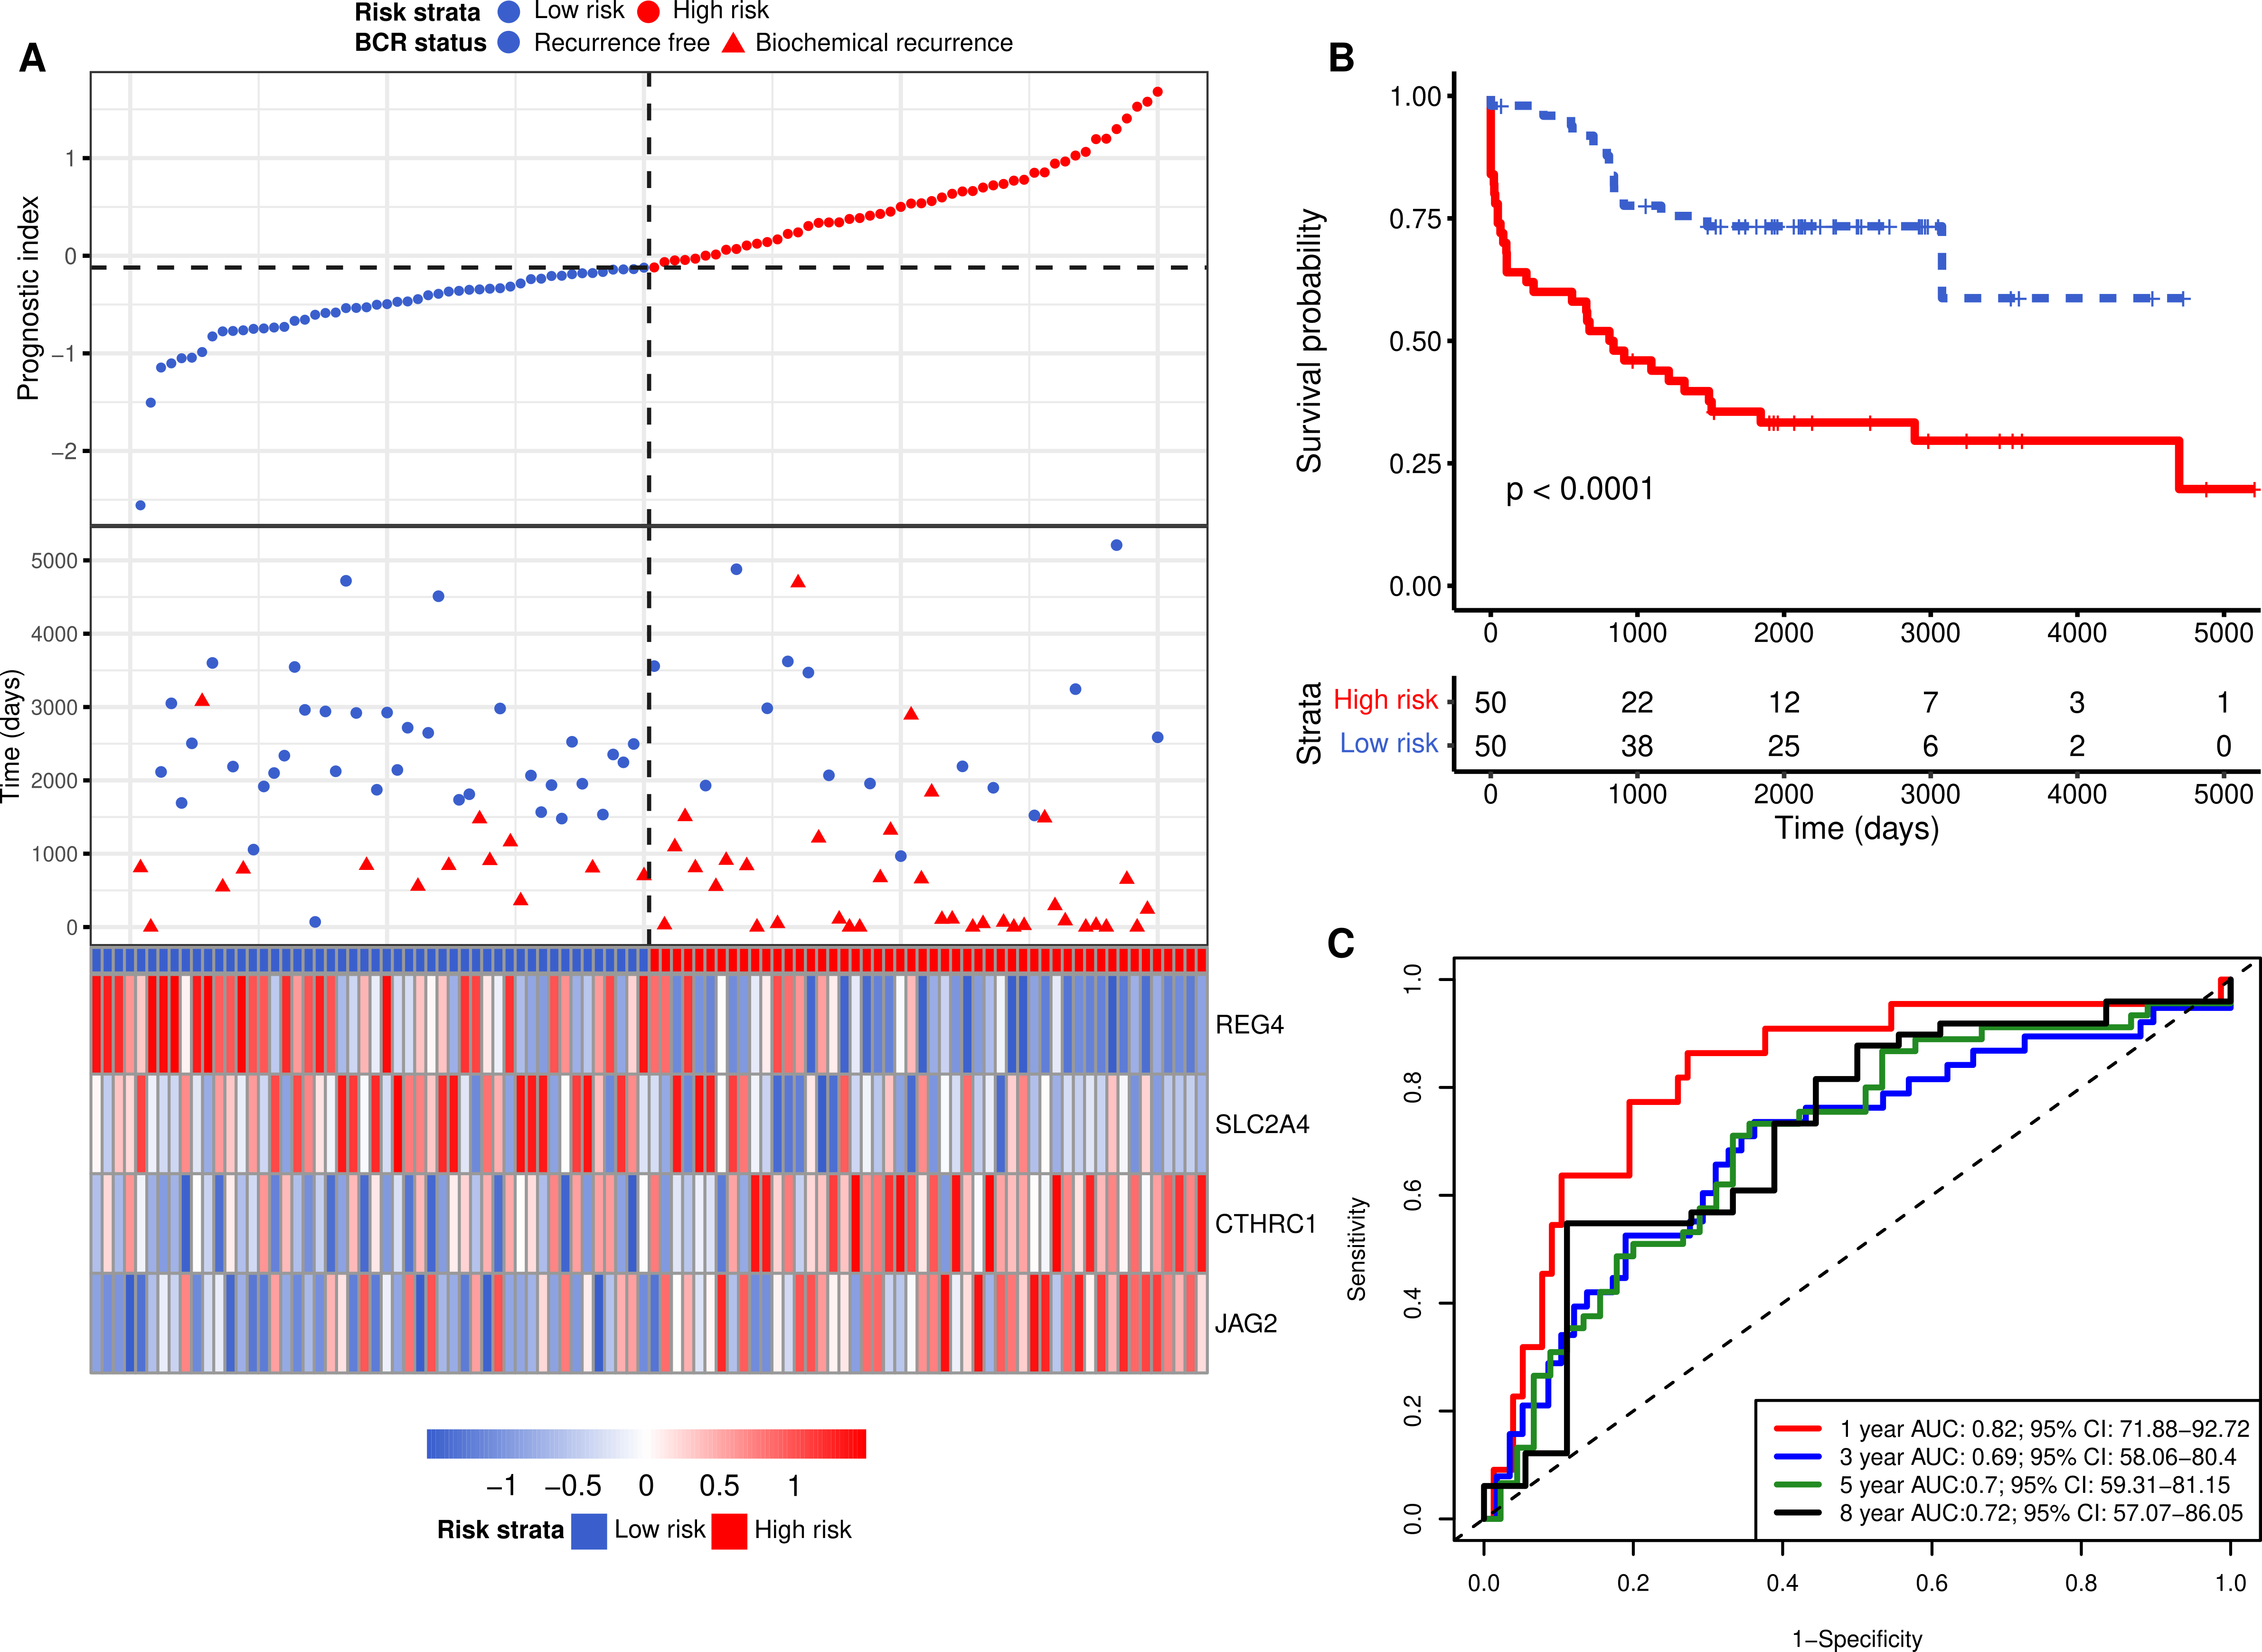 Risk strata Low risk High risk
BCR status Recurrence free Biochemical recurrence
A
Prognostic index
1
0
−1
−2
Time (days)
5000
4000
3000
2000
1000
0
REG4
SLC2A4
CTHRC1
JAG2
−1 −0.5 0 0.5 1
Risk strata Low risk High risk
B
Survival probability
1.00
0.75
0.50
0.25
0.00
p < 0.0001
0 1000 2000 3000 4000 5000
Strata
High risk 50 22 12 7 3 1
Low risk 50 38 25 6 2 0
0 1000 2000 3000 4000 5000
Time (days)
C
Sensitivity
1.0
0.8
0.6
0.4
0.2
0.0
1 year AUC: 0.82; 95% CI: 71.88−92.72
3 year AUC: 0.69; 95% CI: 58.06−80.4
5 year AUC:0.7; 95% CI: 59.31−81.15
8 year AUC:0.72; 95% CI: 57.07−86.05
0.0 0.2 0.4 0.6 0.8 1.0
1−Specificity